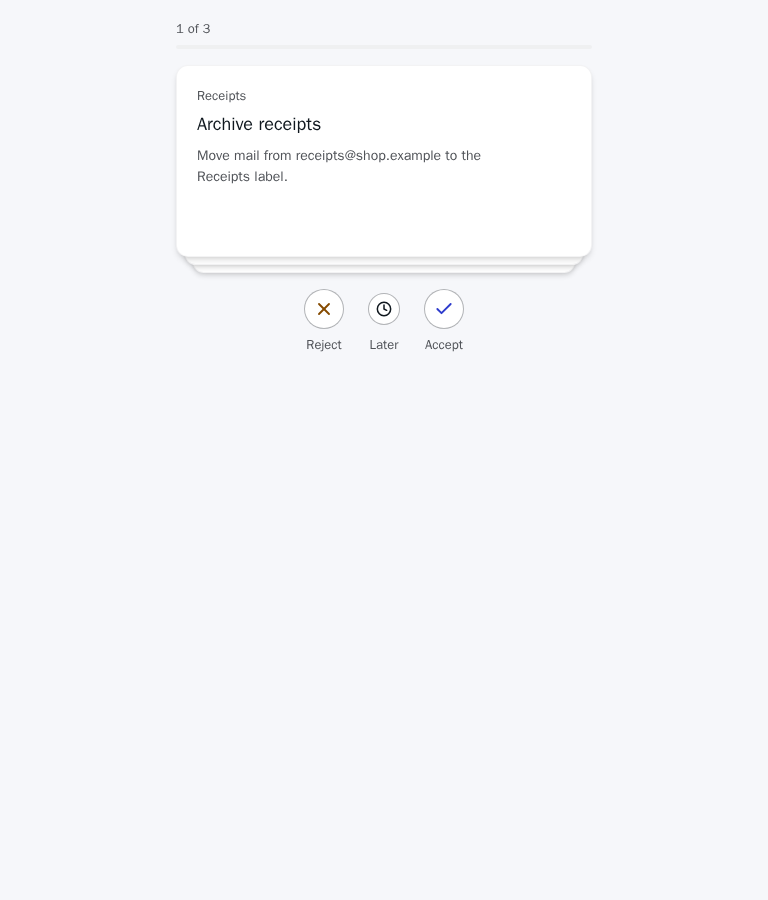 1 of 3
Receipts
Archive receipts
Move mail from receipts@shop.example to the
Receipts label.
Reject
Later
Accept